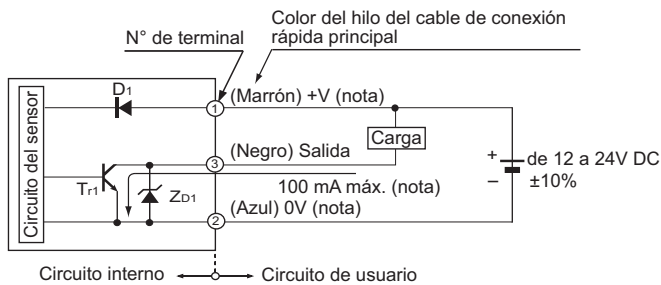 Color del hilo del cable de conexión
rápida principal
N° de terminal
D1
1
(Marrón) +V (nota)
Circuito del sensor
Carga
3
(Negro) Salida
+
de 12 a 24V DC
–
±10%
Tr1
ZD1
100 mA máx. (nota)
(Azul) 0V (nota)
2
Circuito interno
Circuito de usuario